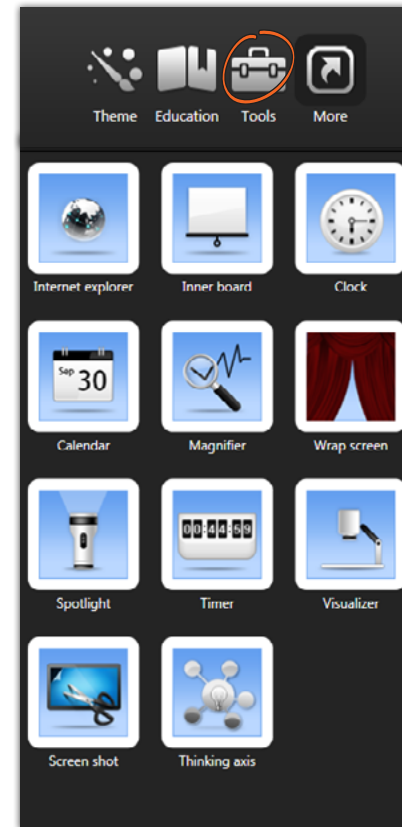 Theme Education Tools More
Internet explorer Inner board Clock
Sep 30
Calendar Magnifier Wrap screen
00:44:59
Spotlight Timer Visualizer
Screen shot Thinking axis